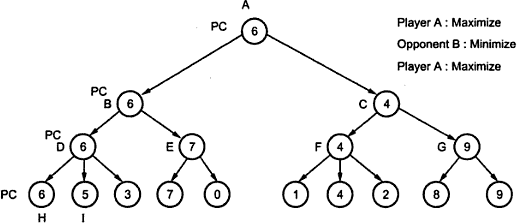 A
PC 6
Player A : Maximize
Opponent B : Minimize
Player A : Maximize
PC
B 6 C 4
PC
D 6 E 7 F 4 G 9
PC 6 5 3 7 0 1 4 2 8 9
H I